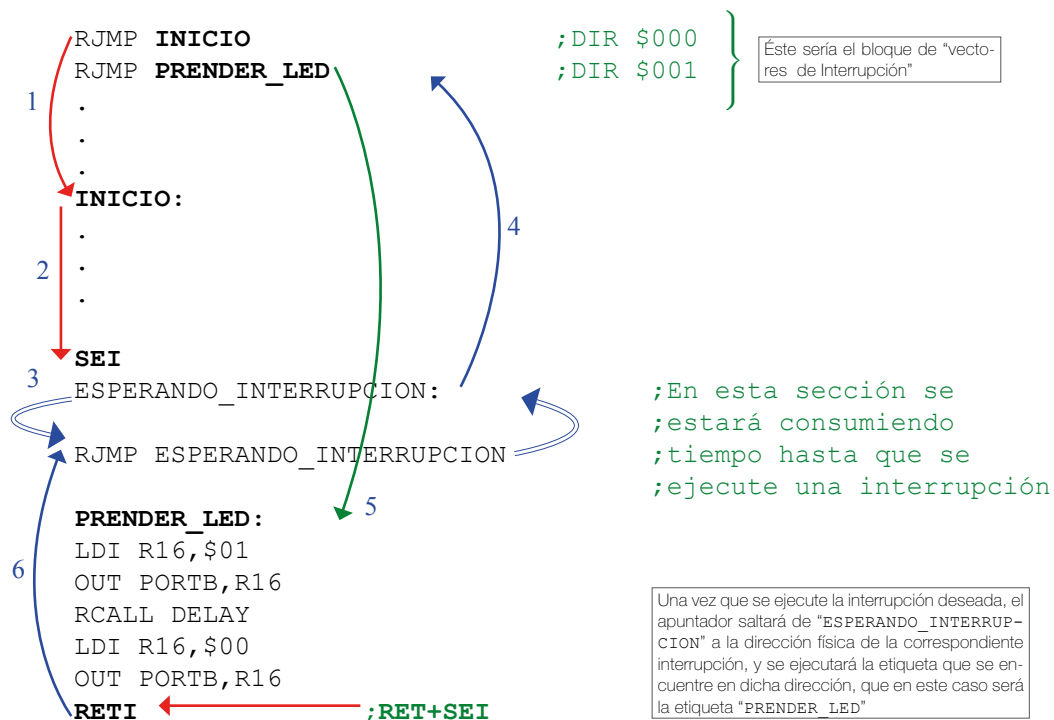 RJMP INICIO ;DIR $000
RJMP PRENDER_LED ;DIR $001
Éste sería el bloque de “vecto-
res de Interrupción”
1
.
.
.
INICIO:
4
.
2
.
.
SEI
3
ESPERANDO_INTERRUPCION: ;En esta sección se
;estará consumiendo
RJMP ESPERANDO_INTERRUPCION ;tiempo hasta que se
;ejecute una interrupción
5
PRENDER_LED:
LDI R16,$01
6
OUT PORTB,R16
RCALL DELAY
LDI R16,$00
OUT PORTB,R16
RETI ;RET+SEI
Una vez que se ejecute la interrupción deseada, el
apuntador saltará de “ESPERANDO_INTERRUP-
CION” a la dirección física de la correspondiente
interrupción, y se ejecutará la etiqueta que se en-
cuentre en dicha dirección, que en este caso será
la etiqueta “PRENDER_LED”